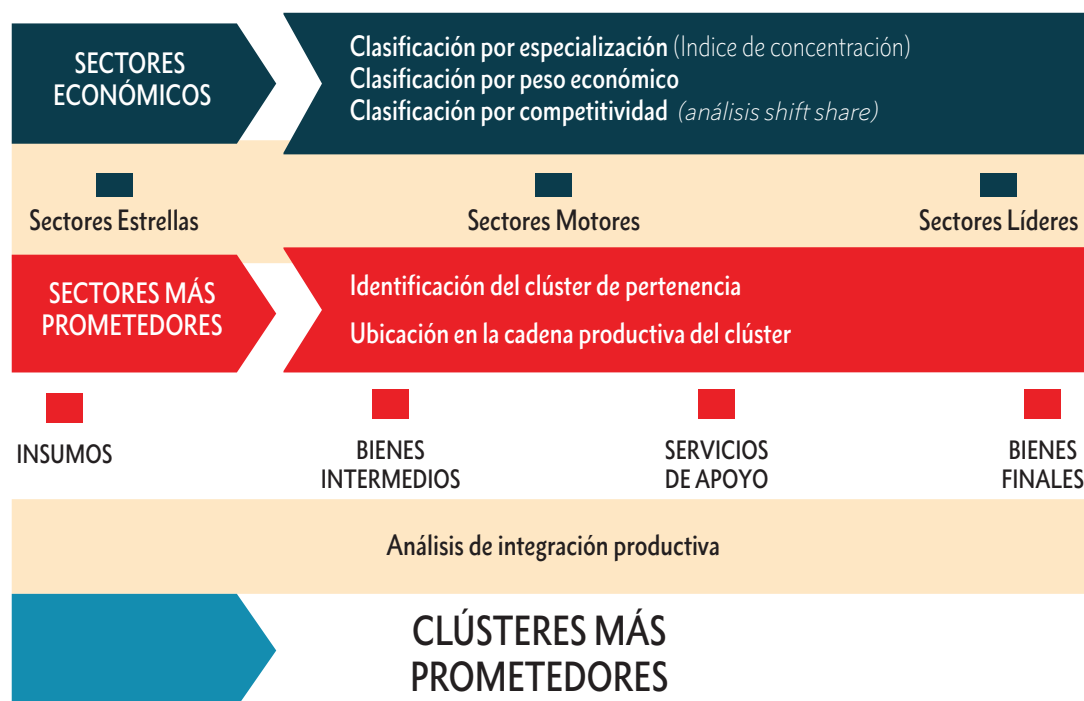 SECTORES
ECONÓMICOS
Clasificación por especialización (Indice de concentración)
Clasificación por peso económico
Clasificación por competitividad (análisis shift share)
Sectores Estrellas
Sectores Motores
Sectores Líderes
SECTORES MÁS
PROMETEDORES
Identificación del clúster de pertenencia
Ubicación en la cadena productiva del clúster
INSUMOS
BIENES
INTERMEDIOS
SERVICIOS
DE APOYO
BIENES
FINALES
Análisis de integración productiva
CLÚSTERES MÁS
PROMETEDORES